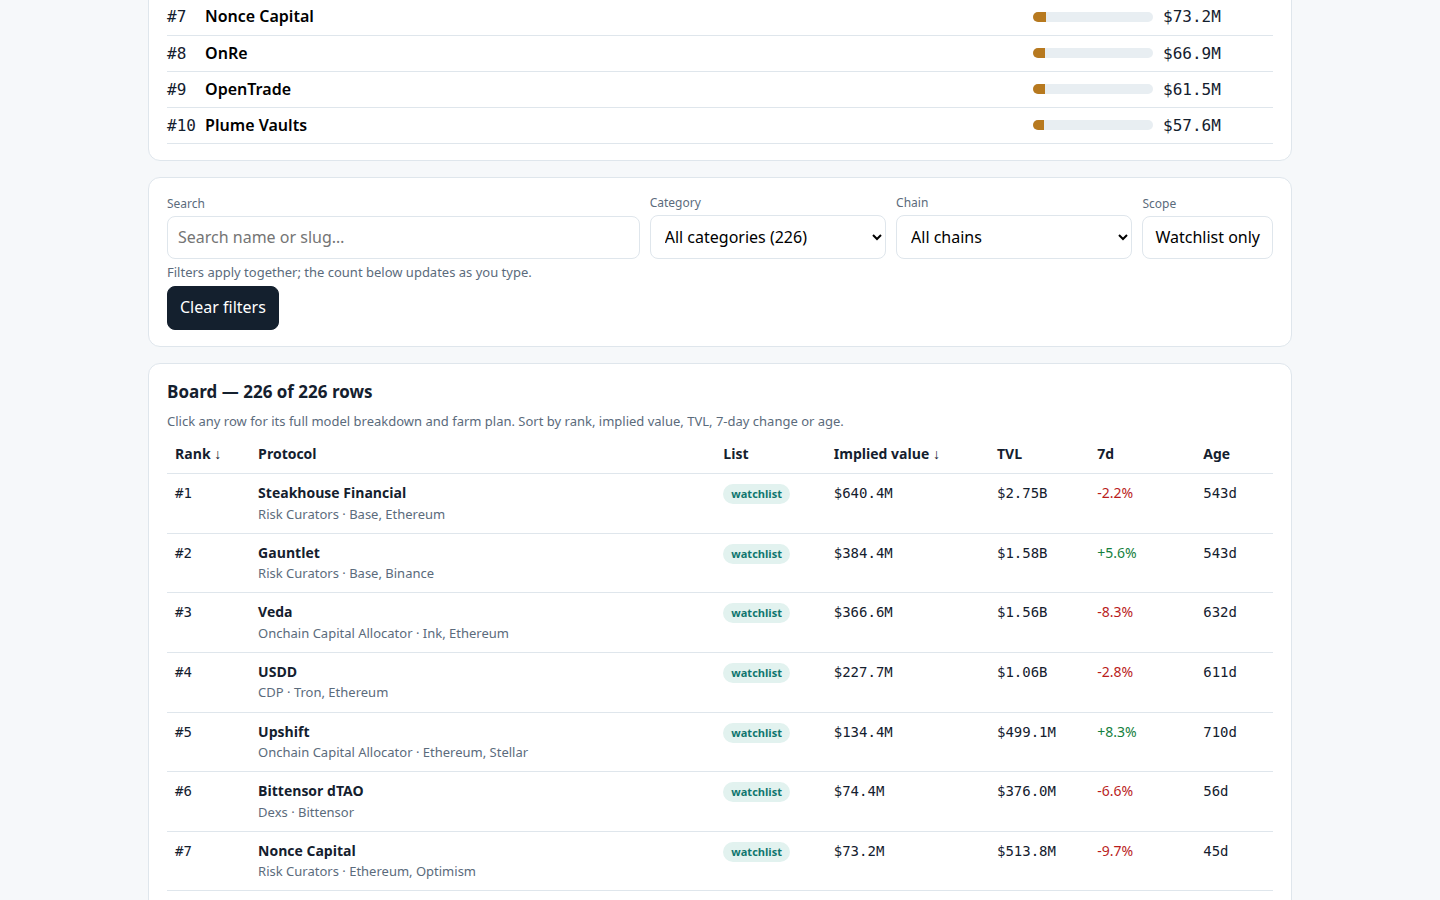 #7 Nonce Capital $73.2M
#8 OnRe $66.9M
#9 OpenTrade $61.5M
#10 Plume Vaults $57.6M
Search Category Chain Scope
Search name or slug... All categories (226) All chains Watchlist only
Filters apply together; the count below updates as you type.
Clear filters
Board — 226 of 226 rows
Click any row for its full model breakdown and farm plan. Sort by rank, implied value, TVL, 7-day change or age.
Rank ↓ Protocol List Implied value ↓ TVL 7d Age
#1 Steakhouse Financial watchlist $640.4M $2.75B -2.2% 543d
Risk Curators · Base, Ethereum
#2 Gauntlet watchlist $384.4M $1.58B +5.6% 543d
Risk Curators · Base, Binance
#3 Veda watchlist $366.6M $1.56B -8.3% 632d
Onchain Capital Allocator · Ink, Ethereum
#4 USDD watchlist $227.7M $1.06B -2.8% 611d
CDP · Tron, Ethereum
#5 Upshift watchlist $134.4M $499.1M +8.3% 710d
Onchain Capital Allocator · Ethereum, Stellar
#6 Bittensor dTAO watchlist $74.4M $376.0M -6.6% 56d
Dexs · Bittensor
#7 Nonce Capital watchlist $73.2M $513.8M -9.7% 45d
Risk Curators · Ethereum, Optimism